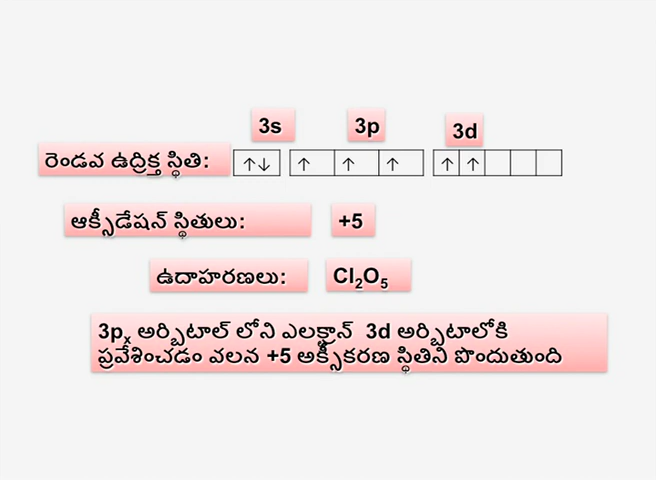 3s 3p 3d
రెండవ ఉద్రిక్త స్థితి: ↑↓ ↑ ↑ ↑ ↑ ↑
ఆక్సీడేషన్ స్థితులు: +5
ఉదాహరణలు: Cl₂O₅
3pₓ అర్బిటాల్ లోని ఎలక్ట్రాన్ 3d అర్బిటాలోకి
ప్రవేశించడం వలన +5 అక్సీకరణ స్థితిని పొందుతుంది